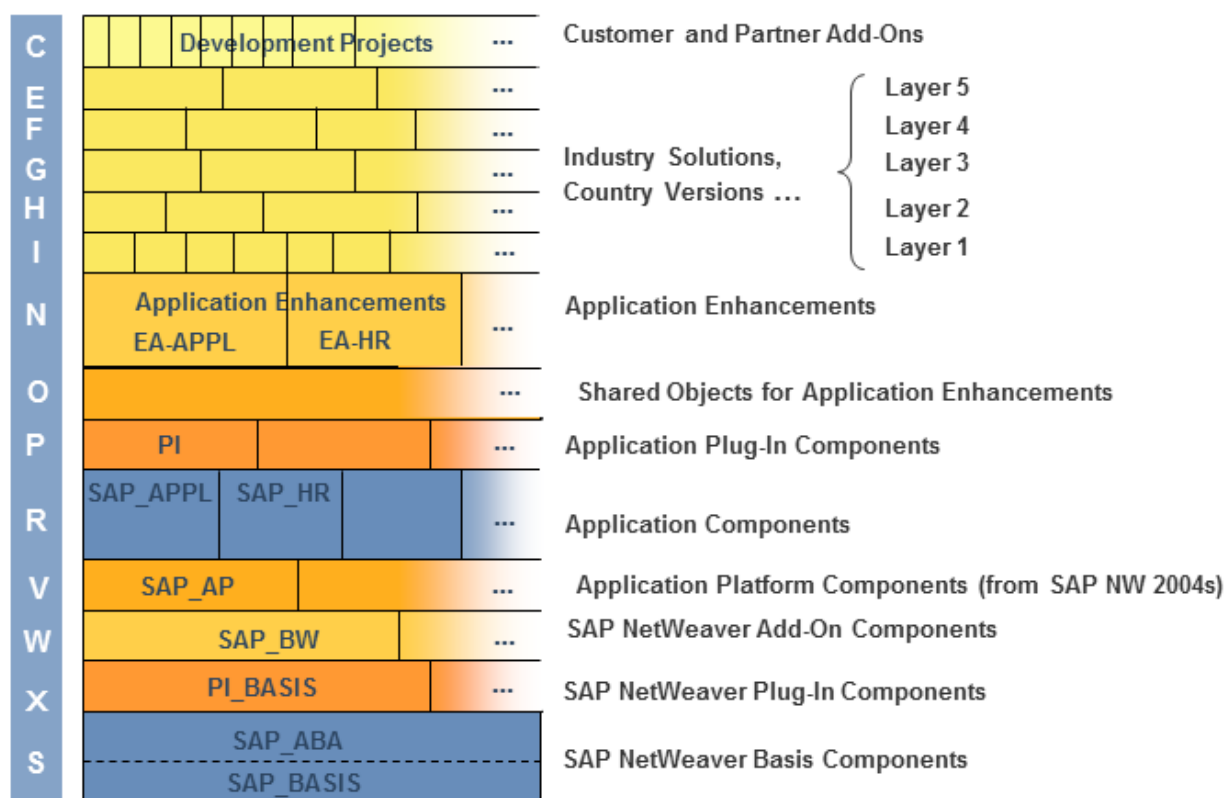 C
Development Projects
...
Customer and Partner Add-Ons
E
...
Layer 5
F
...
Layer 4
G
...
Industry Solutions,
Country Versions ...
Layer 3
H
...
Layer 2
I
...
Layer 1
N
Application Enhancements
EA-APPL
EA-HR
...
Application Enhancements
O
...
Shared Objects for Application Enhancements
P
PI
...
Application Plug-In Components
R
SAP_APPL
SAP_HR
...
Application Components
V
SAP_AP
...
Application Platform Components (from SAP NW 2004s)
W
SAP_BW
...
SAP NetWeaver Add-On Components
X
PI_BASIS
...
SAP NetWeaver Plug-In Components
S
SAP_ABA
SAP_BASIS
SAP NetWeaver Basis Components